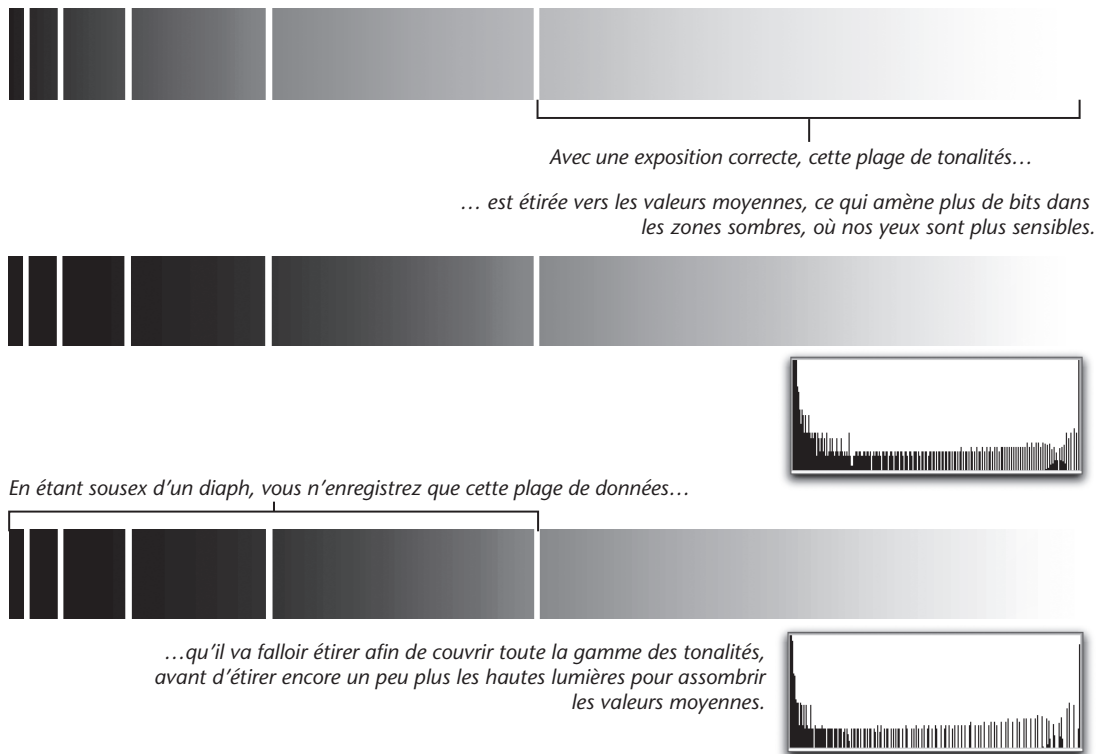 Avec une exposition correcte, cette plage de tonalités…
… est étirée vers les valeurs moyennes, ce qui amène plus de bits dans
les zones sombres, où nos yeux sont plus sensibles.
En étant sousex d’un diaph, vous n’enregistrez que cette plage de données…
…qu’il va falloir étirer afin de couvrir toute la gamme des tonalités,
avant d’étirer encore un peu plus les hautes lumières pour assombrir
les valeurs moyennes.